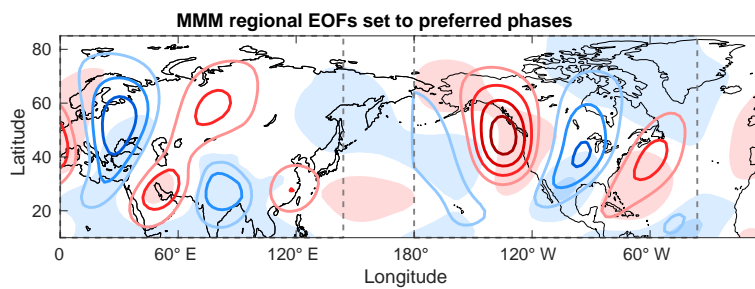 MMM regional EOFs set to preferred phases
Latitude
80
60
40
20
0
60°E
120°E
180°
120°W
60°W
Longitude